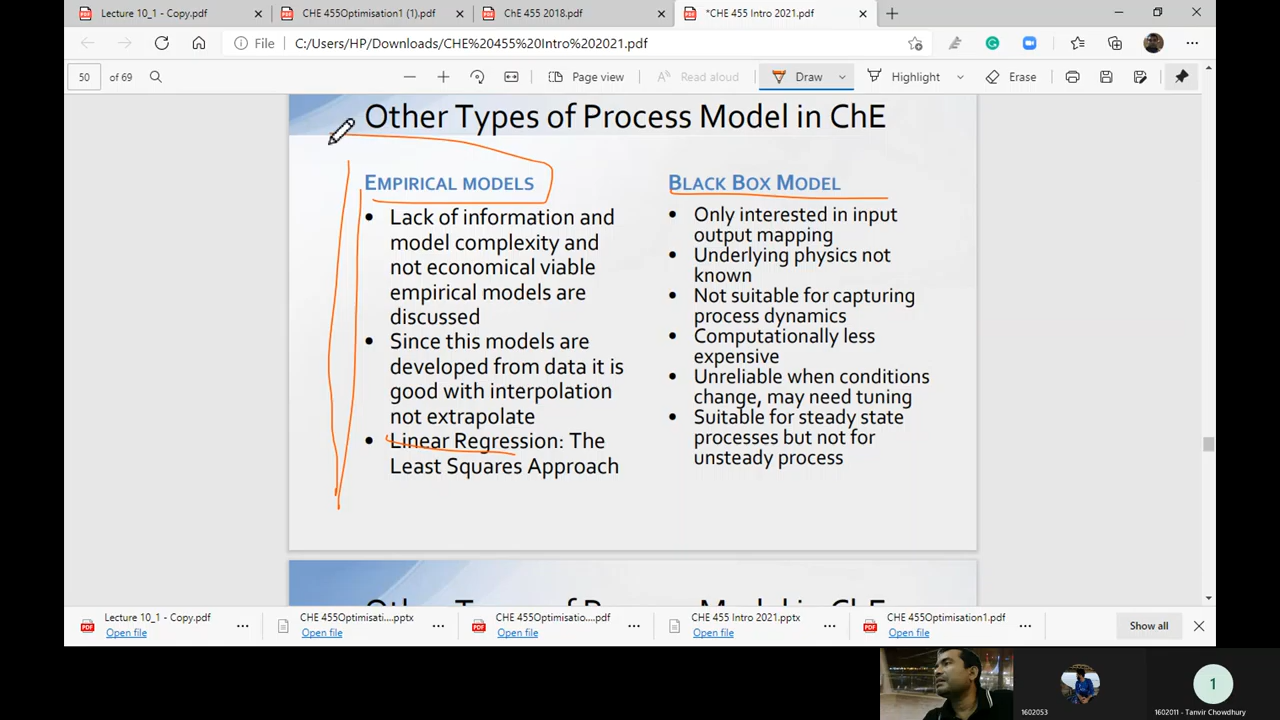 Lecture 10_1 - Copy.pdf
CHE 455Optimisation1 (1).pdf
ChE 455 2018.pdf
*CHE 455 Intro 2021.pdf
File
C:/Users/HP/Downloads/CHE%20455%20Intro%202021.pdf
50 of 69
Page view
Read aloud
Draw
Highlight
Erase
Other Types of Process Model in ChE
EMPIRICAL MODELS
• Lack of information and
model complexity and
not economical viable
empirical models are
discussed
• Since this models are
developed from data it is
good with interpolation
not extrapolate
• Linear Regression: The
Least Squares Approach
BLACK BOX MODEL
• Only interested in input
output mapping
• Underlying physics not
known
• Not suitable for capturing
process dynamics
• Computationally less
expensive
• Unreliable when conditions
change, may need tuning
• Suitable for steady state
processes but not for
unsteady process
Other Types of Process Model in ChE
Lecture 10_1 - Copy.pdf
Open file
CHE 455Optimisati....pptx
Open file
CHE 455Optimisatio....pdf
Open file
CHE 455 Intro 2021.pptx
Open file
CHE 455Optimisation1.pdf
Open file
Show all
1602053
1
1602011 - Tanvir Chowdhury